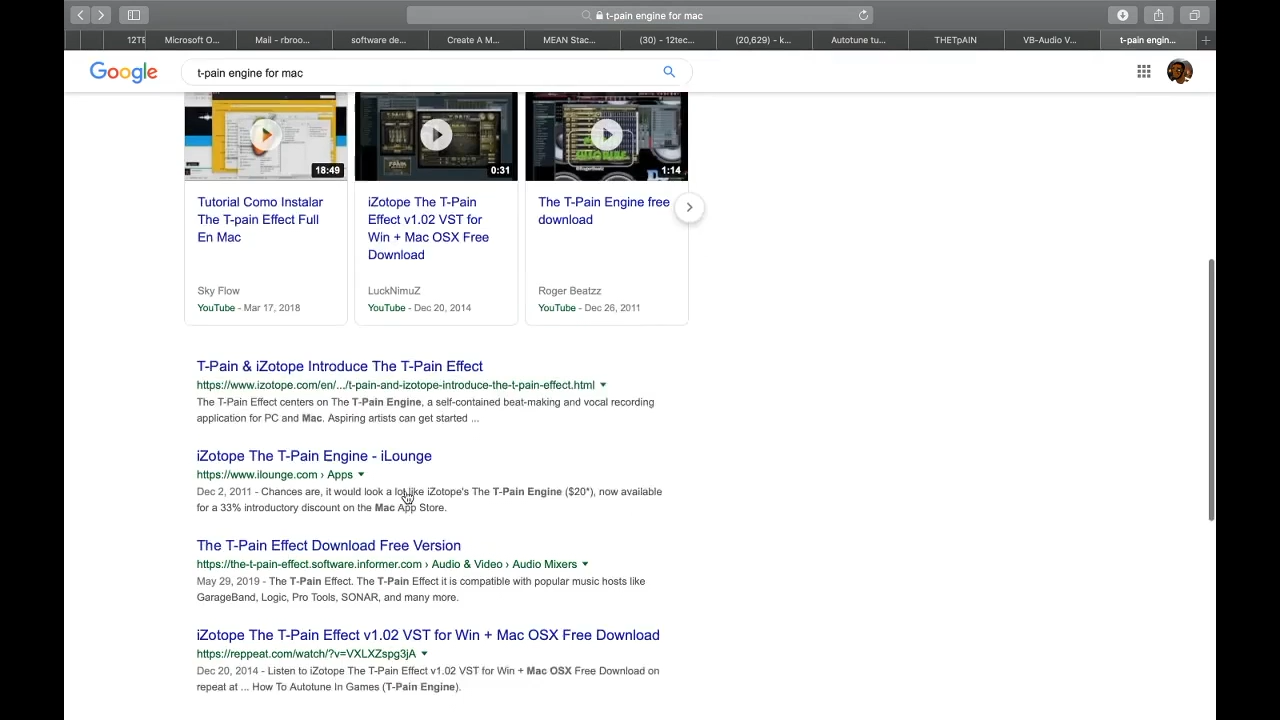 t-pain engine for mac
12TE
Microsoft O...
Mail - rbroo...
software de...
Create A M...
MEAN Stac...
(30) - 12tec...
(20,629) - k...
Autotune tu...
THETpAIN
VB-Audio V...
t-pain engin...
Google
t-pain engine for mac
18:49
0:31
1:14
Tutorial Como Instalar
The T-pain Effect Full
En Mac
Sky Flow
YouTube - Mar 17, 2018
iZotope The T-Pain
Effect v1.02 VST for
Win + Mac OSX Free
Download
LuckNimuZ
YouTube - Dec 20, 2014
The T-Pain Engine free
download
Roger Beatzz
YouTube - Dec 26, 2011
T-Pain & iZotope Introduce The T-Pain Effect
https://www.izotope.com/en/.../t-pain-and-izotope-introduce-the-t-pain-effect.html
The T-Pain Effect centers on The T-Pain Engine, a self-contained beat-making and vocal recording
application for PC and Mac. Aspiring artists can get started ...
iZotope The T-Pain Engine - iLounge
https://www.ilounge.com › Apps
Dec 2, 2011 - Chances are, it would look a lot like iZotope's The T-Pain Engine ($20*), now available
for a 33% introductory discount on the Mac App Store.
The T-Pain Effect Download Free Version
https://the-t-pain-effect.software.informer.com › Audio & Video › Audio Mixers
May 29, 2019 - The T-Pain Effect. The T-Pain Effect it is compatible with popular music hosts like
GarageBand, Logic, Pro Tools, SONAR, and many more.
iZotope The T-Pain Effect v1.02 VST for Win + Mac OSX Free Download
https://reppeat.com/watch/?v=VXLXZspg3jA
Dec 20, 2014 - Listen to iZotope The T-Pain Effect v1.02 VST for Win + Mac OSX Free Download on
repeat at ... How To Autotune In Games (T-Pain Engine).